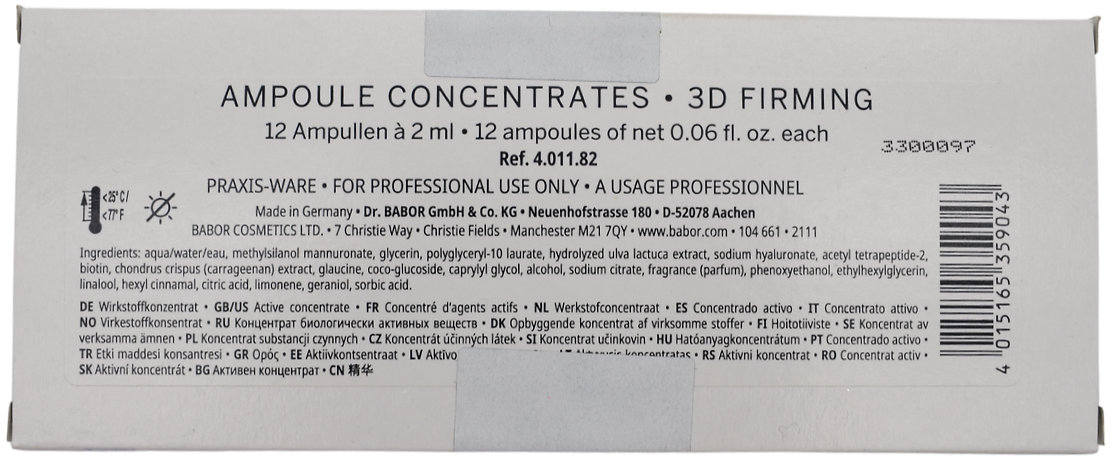 AMPOULE CONCENTRATES • 3D FIRMING
12 Ampullen à 2 ml • 12 ampoules of net 0.06 fl. oz. each
3300097
Ref. 4.011.82
PRAXIS-WARE • FOR PROFESSIONAL USE ONLY • A USAGE PROFESSIONNEL
<25° C/
<77° F
Made in Germany • Dr. BABOR GmbH & Co. KG • Neuenhofstrasse 180 • D-52078 Aachen
BABOR COSMETICS LTD. • 7 Christie Way • Christie Fields • Manchester M21 7QY • www.babor.com • 104 661 • 2111
Ingredients: aqua/water/eau, methylsilanol mannuronate, glycerin, polyglyceryl-10 laurate, hydrolyzed ulva lactuca extract, sodium hyaluronate, acetyl tetrapeptide-2,
biotin, chondrus crispus (carrageenan) extract, glaucine, coco-glucoside, caprylyl glycol, alcohol, sodium citrate, fragrance (parfum), phenoxyethanol, ethylhexylglycerin,
linalool, hexyl cinnamal, citric acid, limonene, geraniol, sorbic acid.
DE Wirkstoffkonzentrat • GB/US Active concentrate • FR Concentré d'agents actifs • NL Werkstofconcentraat • ES Concentrado activo • IT Concentrato attivo •
NO Virkestoffkonsentrat • RU Концентрат биологически активных веществ • DK Opbyggende koncentrat af virksomme stoffer • FI Hoitotiiviste • SE Koncentrat av
verksamma ämnen • PL Koncentrat substancji czynnych • CZ Koncentrát účinných látek • SI Koncentrat učinkovin • HU Hatóanyagkoncentrátum • PT Concentrado activo •
TR Etki maddesi konsantresi • GR Ορός • EE Aktiivkontsentraat • LV Aktīvo koncentratas • RS Aktivni koncentrat • RO Concentrat activ •
SK Aktivní koncentrát • BG Активен концентрат • CN 精华
4 015165 359043